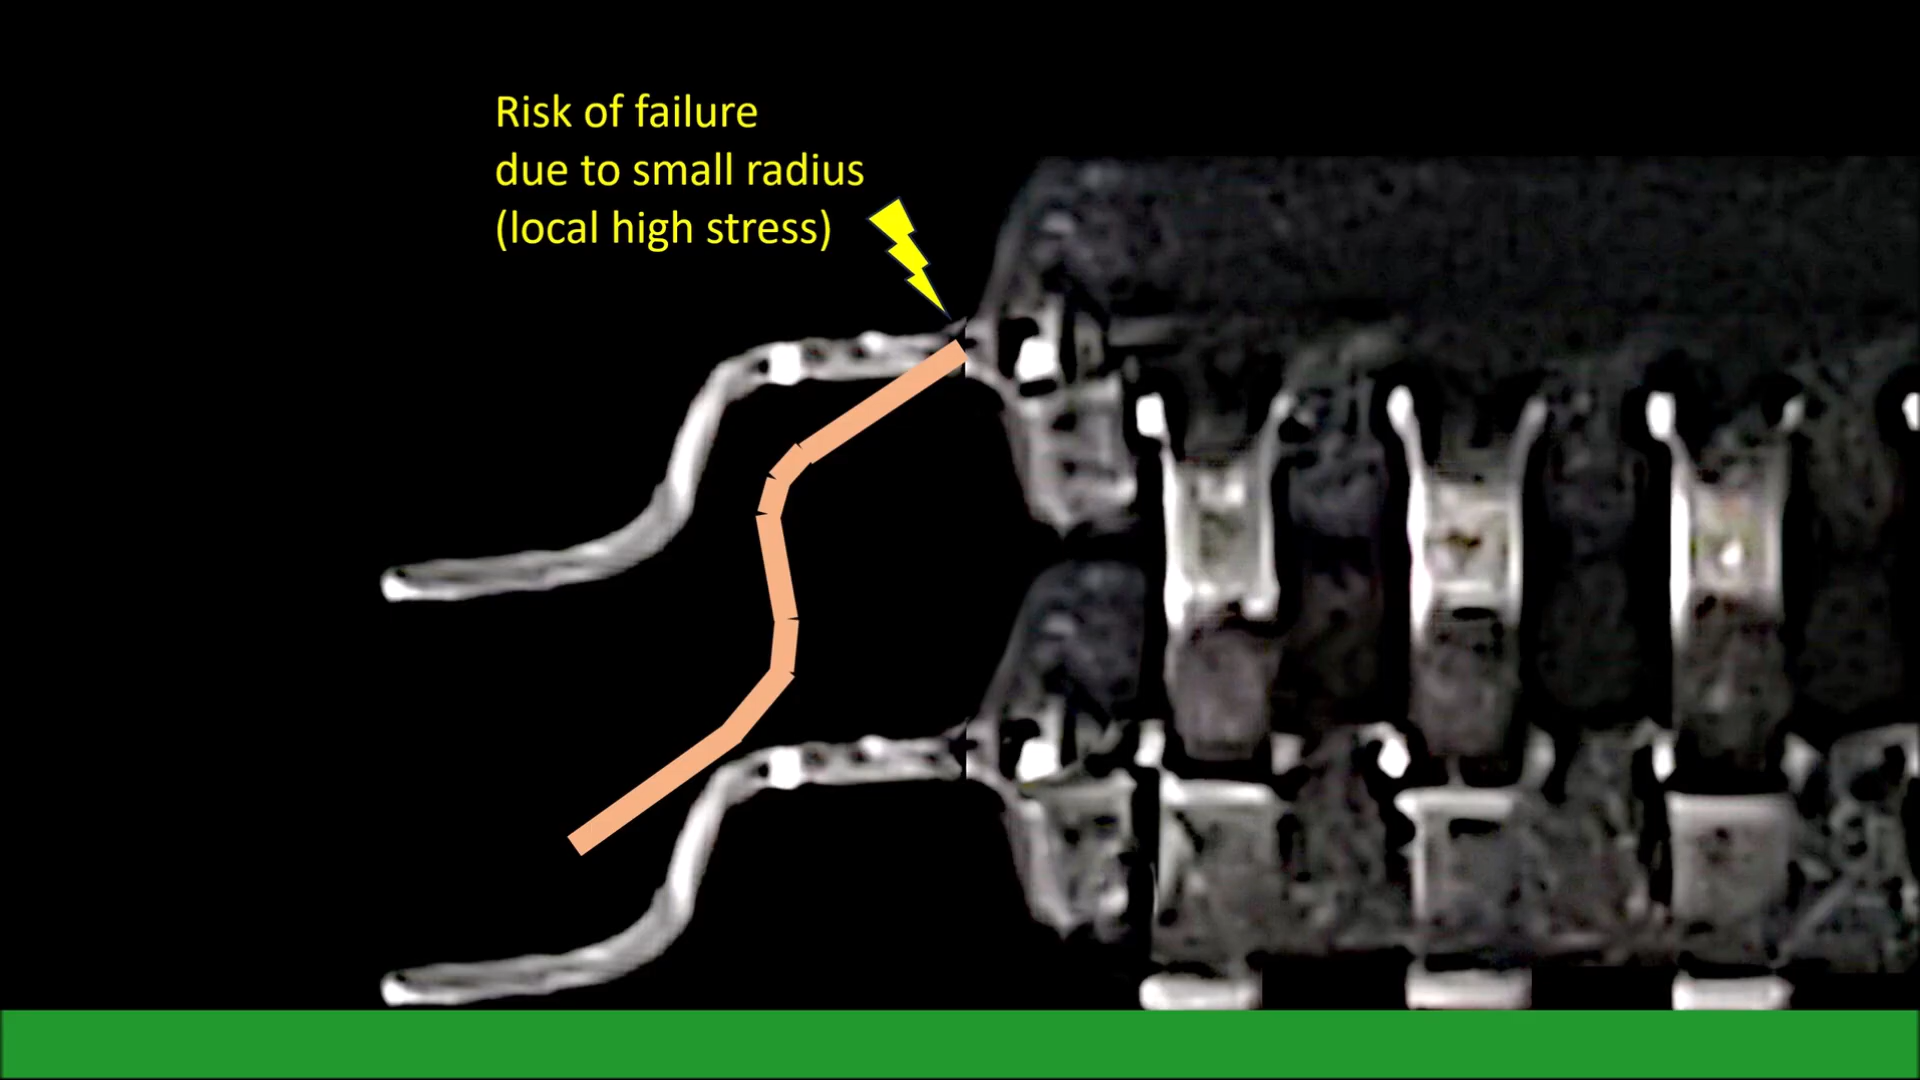 Risk of failure
due to small radius
(local high stress)